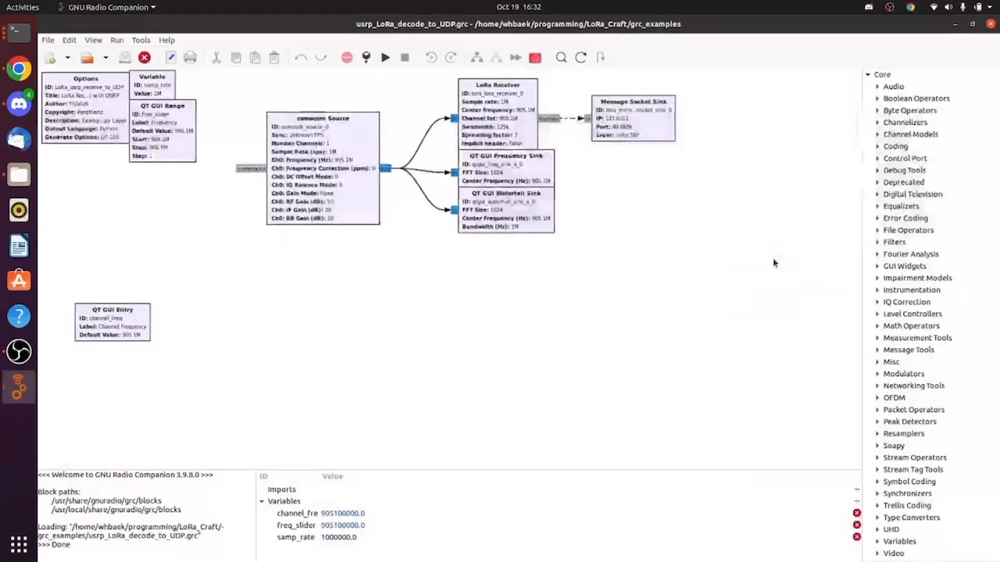 Activities
GNU Radio Companion
Oct 19 16:32
4
usrp_LoRa_decode_to_UDP.grc - /home/whbaek/programming/LoRa_Craft/grc_examples
File Edit View Run Tools Help
Options
ID: LoRa_usrp_receive_to_UDP
Title: LoRa Rec...t with USRP
Author:
Copyright: PentHertz
Description: Examp...py Layer
Output Language: Python
Generate Options: QT GUI
Variable
ID: samp_rate
Value: 1M
QT GUI Range
ID: freq_slider
Label: Frequency
Default Value: 905.1M
Start:
Stop: 906.1M
Step: 1
osmocom Source
ID: osmosdr_source_0
Sync: Unknown PPS
Number Channels: 1
Sample Rate (sps): 1M
Ch0: Frequency (Hz): 905.1M
Ch0: Frequency Correction (ppm): 0
Ch0: DC Offset Mode: 0
Ch0: IQ Balance Mode: 0
Ch0: Gain Mode: False
Ch0: RF Gain (dB): 10
Ch0: IF Gain (dB): 20
Ch0: BB Gain (dB): 20
command
LoRa Receiver
ID: lora_lora_receiver_0
Sample rate: 1M
Center frequency: 905.1M
Channel list: 905.1M
Bandwidth: 125k
Spreading factor: 7
Implicit header: False
frames
QT GUI Frequency Sink
ID: qtgui_freq_sink_x_0
FFT Size: 1024
Center Frequency (Hz): 905.1M
QT GUI Waterfall Sink
ID: qtgui_waterfall_sink_x_0
FFT Size: 1024
Center Frequency (Hz): 905.1M
Bandwidth (Hz): 1M
Message Socket Sink
ID: lora_mess..._socket_sink_0
IP: 127.0.0.1
Port: 40.868k
Layer: LoRaTAP
QT GUI Entry
ID: channel_freq
Label: Channel frequency
Default Value: 905.1M
Core
Audio
Boolean Operators
Byte Operators
Channelizers
Channel Models
Coding
Control Port
Debug Tools
Deprecated
Digital Television
Equalizers
Error Coding
File Operators
Filters
Fourier Analysis
GUI Widgets
Impairment Models
Instrumentation
IQ Correction
Level Controllers
Math Operators
Measurement Tools
Message Tools
Misc
Modulators
Networking Tools
OFDM
Packet Operators
Peak Detectors
Resamplers
Soapy
Stream Operators
Stream Tag Tools
Symbol Coding
Synchronizers
Trellis Coding
Type Converters
UHD
Variables
Video
<<< Welcome to GNU Radio Companion 3.9.8.0 >>>
Block paths:
/usr/share/gnuradio/grc/blocks
/usr/local/share/gnuradio/grc/blocks
Loading: "/home/whbaek/programming/LoRa_Craft/-
grc_examples/usrp_LoRa_decode_to_UDP.grc"
>>> Done
ID Value
Imports
Variables
channel_fre 905100000.0
freq_slider 905100000.0
samp_rate 1000000.0